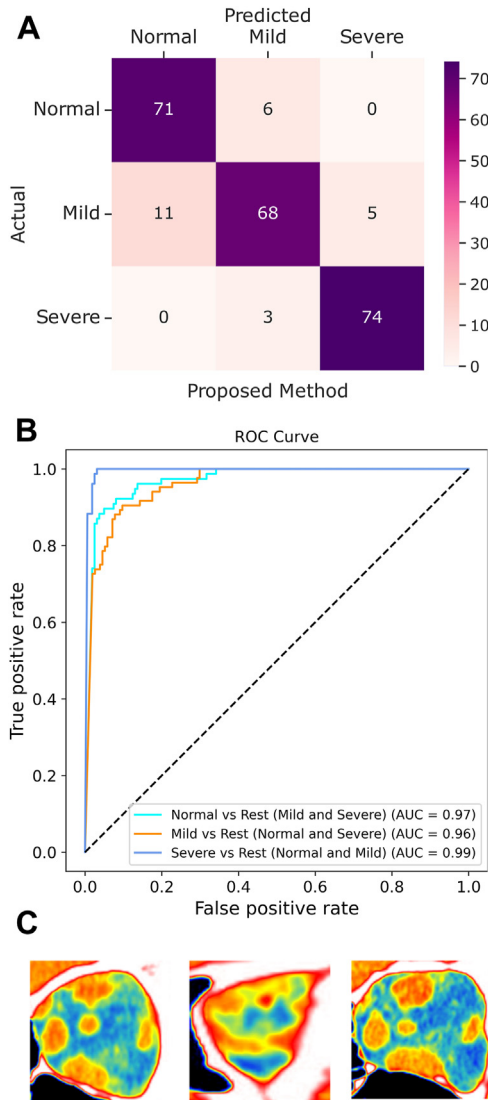 A
Predicted
Normal Mild Severe
Actual
Normal 71 6 0
Mild 11 68 5
Severe 0 3 74
70
60
50
40
30
20
10
0
Proposed Method
B
ROC Curve
True positive rate
1.0
0.8
0.6
0.4
0.2
0.0
Normal vs Rest (Mild and Severe) (AUC = 0.97)
Mild vs Rest (Normal and Severe) (AUC = 0.96)
Severe vs Rest (Normal and Mild) (AUC = 0.99)
0.0 0.2 0.4 0.6 0.8 1.0
False positive rate
C